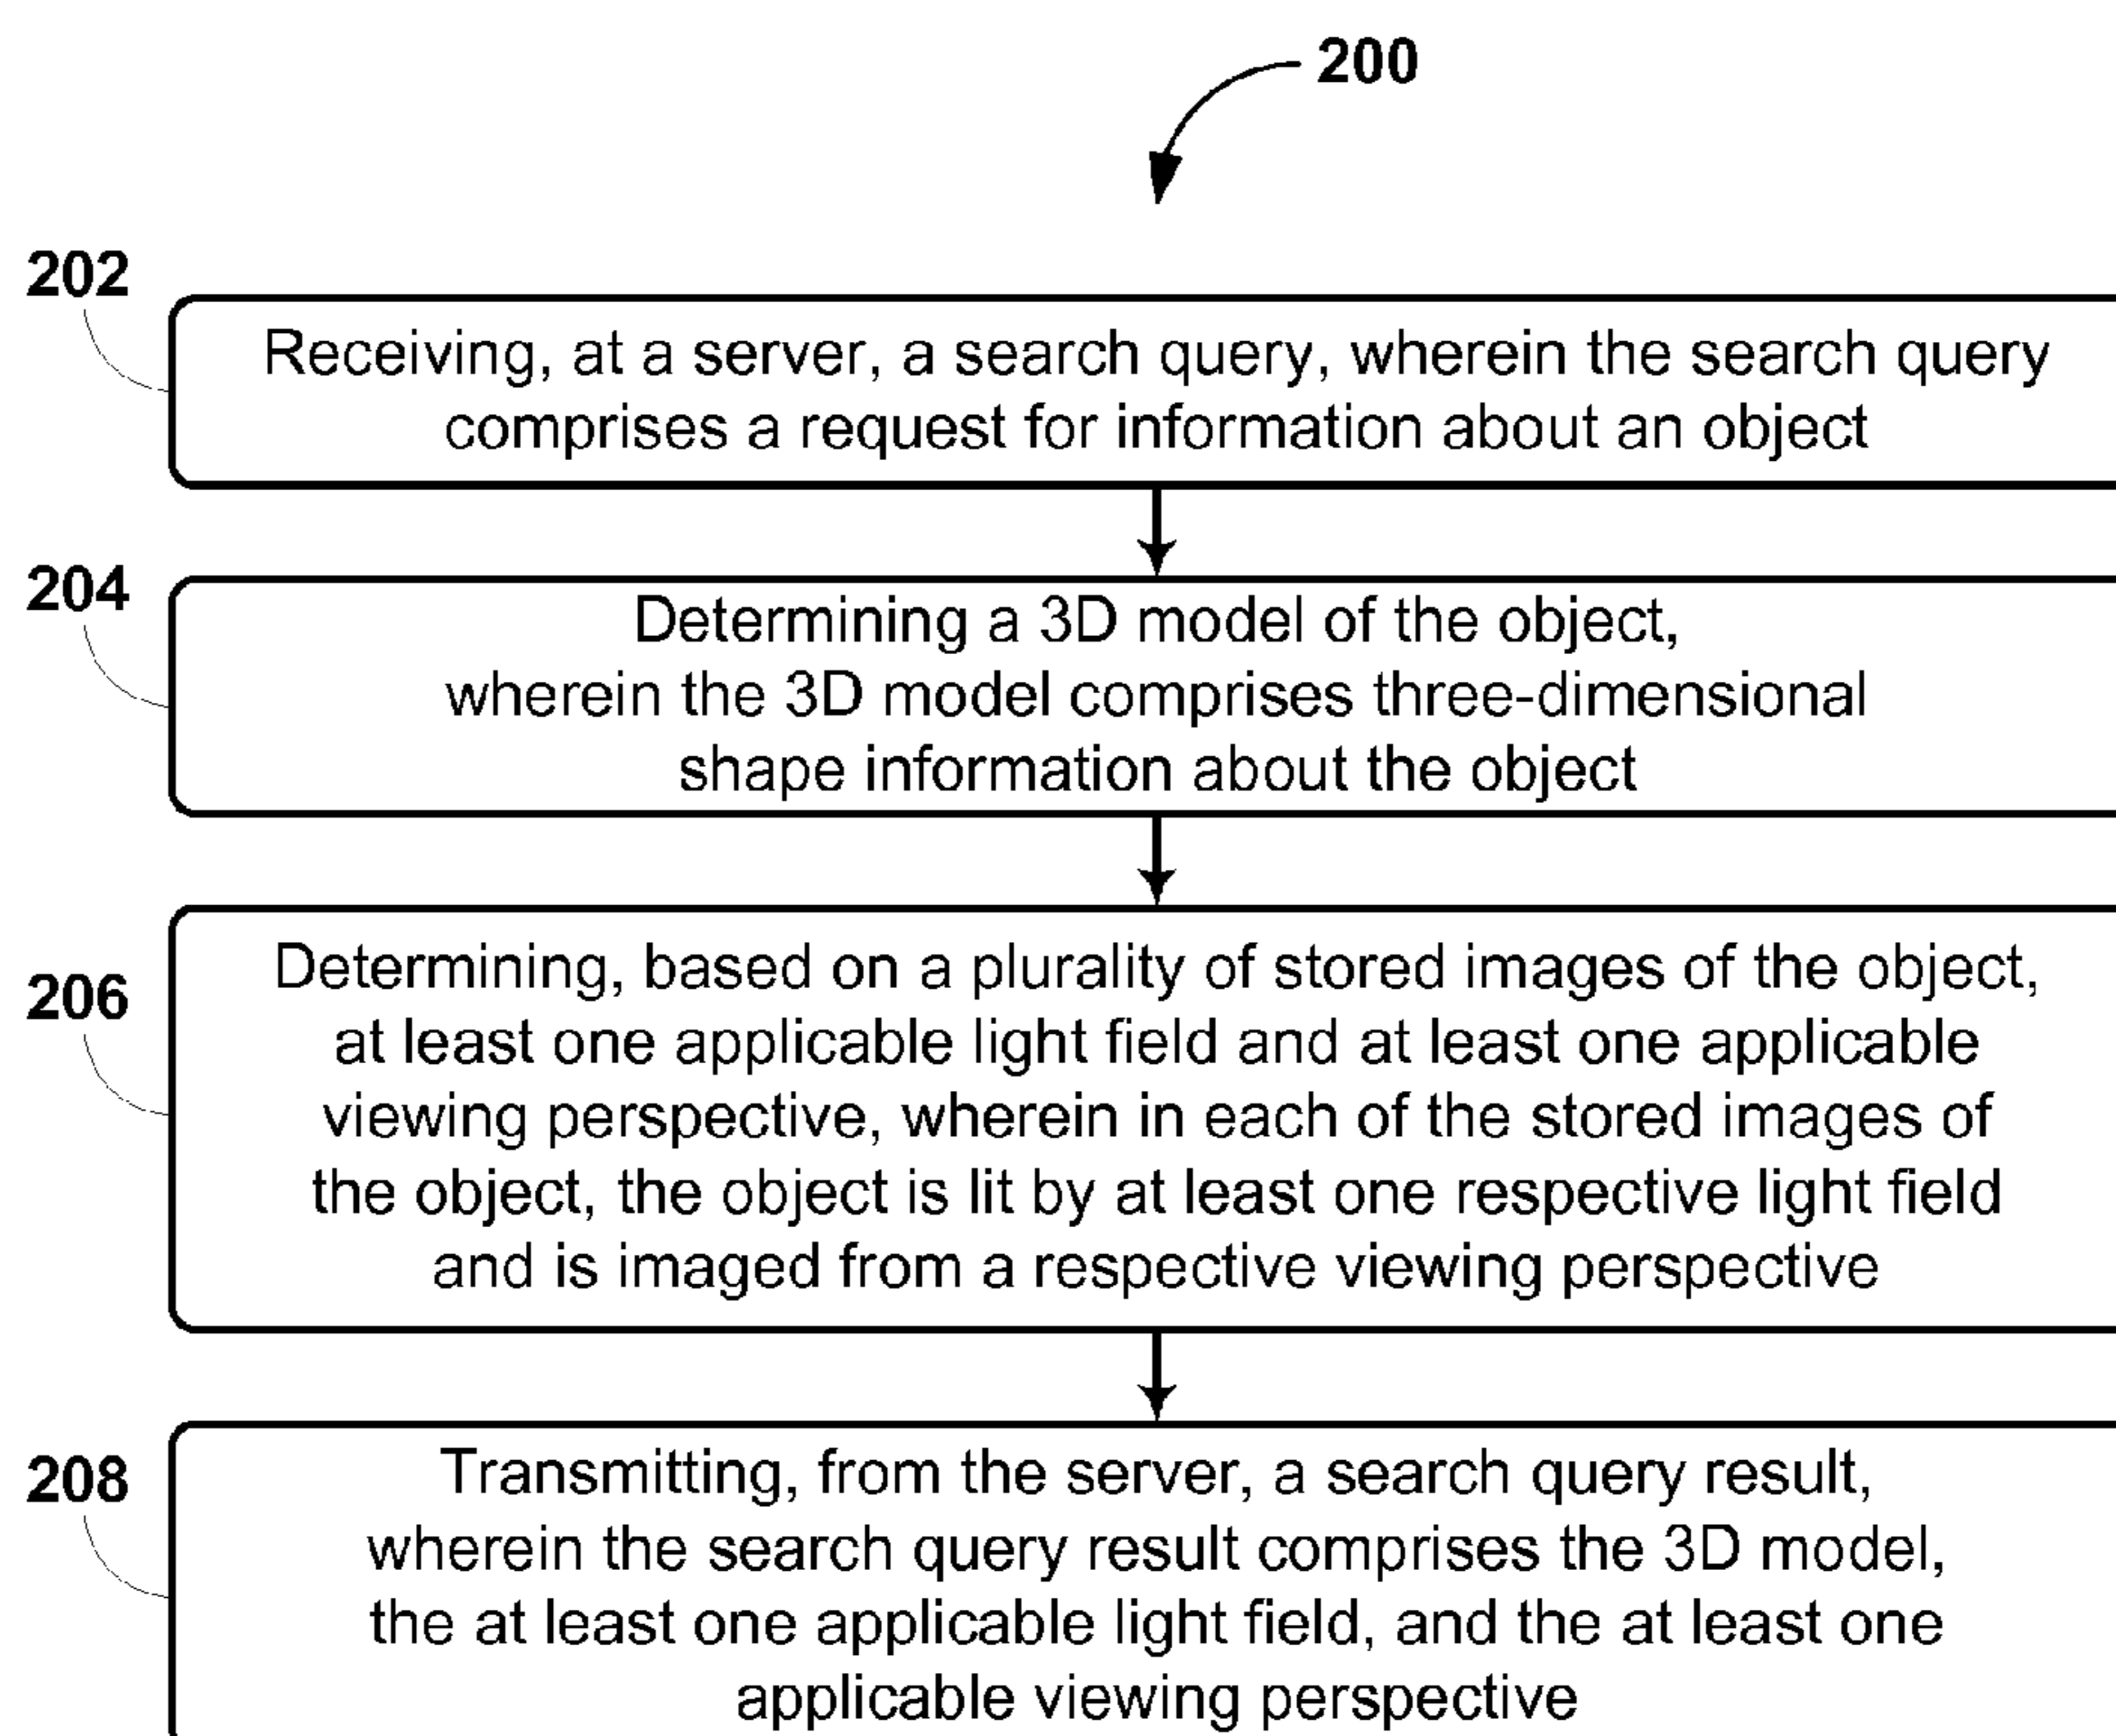 200
202
Receiving, at a server, a search query, wherein the search query
comprises a request for information about an object
204
Determining a 3D model of the object,
wherein the 3D model comprises three-dimensional
shape information about the object
206
Determining, based on a plurality of stored images of the object,
at least one applicable light field and at least one applicable
viewing perspective, wherein in each of the stored images of
the object, the object is lit by at least one respective light field
and is imaged from a respective viewing perspective
208
Transmitting, from the server, a search query result,
wherein the search query result comprises the 3D model,
the at least one applicable light field, and the at least one
applicable viewing perspective